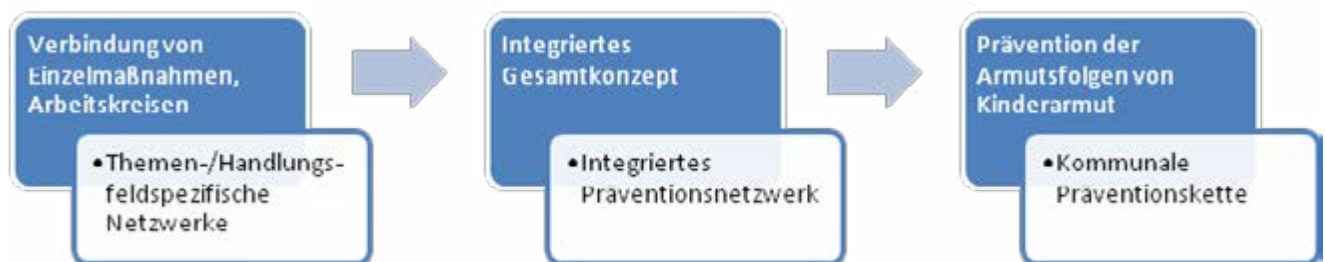 Verbindung von
Einzelmaßnahmen,
Arbeitskreisen
•Themen-/Handlungs-
feldspezifische
Netzwerke
Integriertes
Gesamtkonzept
•Integriertes
Präventionsnetzwerk
Prävention der
Armutsfolgen von
Kinderarmut
•Kommunale
Präventionskette